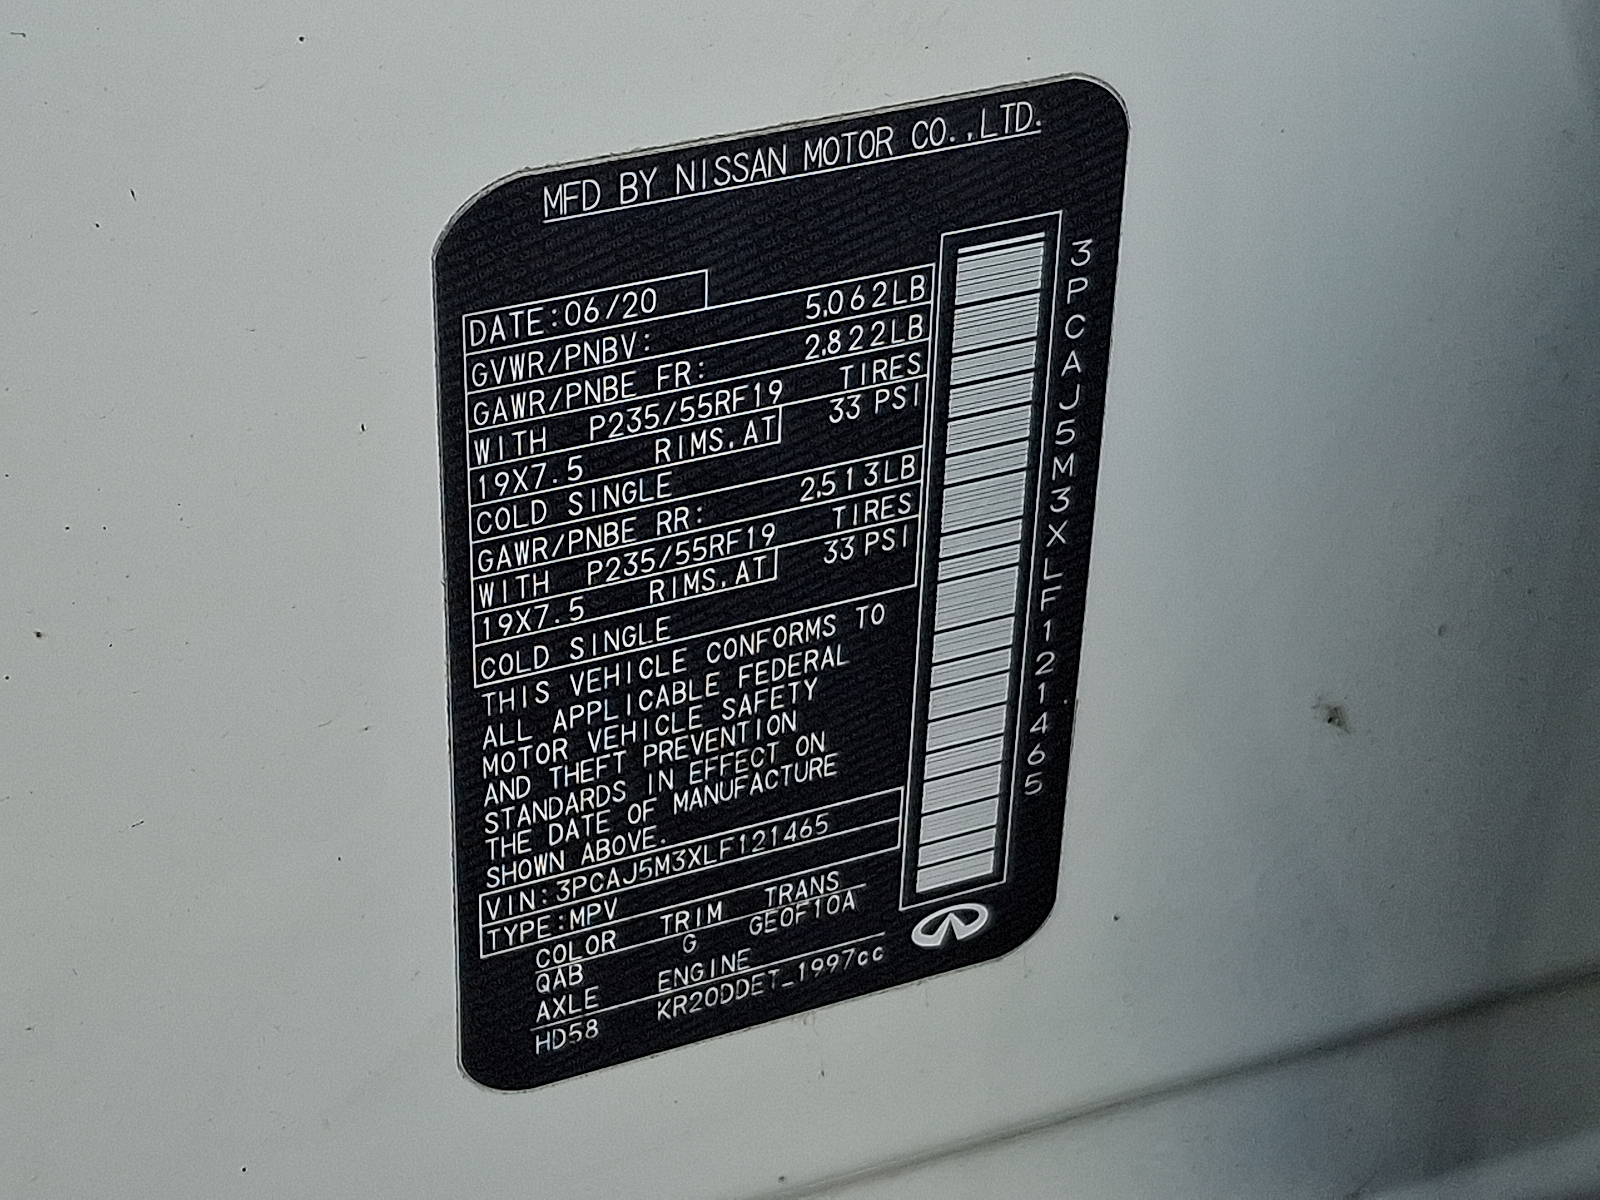 MFD BY NISSAN MOTOR CO.,LTD.
DATE:06/20
GVWR/PNBV: 5,062LB
GAWR/PNBE FR: 2,822LB
WITH P235/55RF19 TIRES
19X7.5 RIMS.AT 33 PSI
COLD SINGLE
GAWR/PNBE RR: 2,513LB
WITH P235/55RF19 TIRES
19X7.5 RIMS.AT 33 PSI
COLD SINGLE
THIS VEHICLE CONFORMS TO
ALL APPLICABLE FEDERAL
MOTOR VEHICLE SAFETY
AND THEFT PREVENTION
STANDARDS IN EFFECT ON
THE DATE OF MANUFACTURE
SHOWN ABOVE.
VIN:3PCAJ5M3XLF121465
TYPE:MPV
COLOR TRIM TRANS
QAB G GE0F10A
AXLE ENGINE
HD58 KR20DDET_1997cc
3PCAJ5M3XLF121465